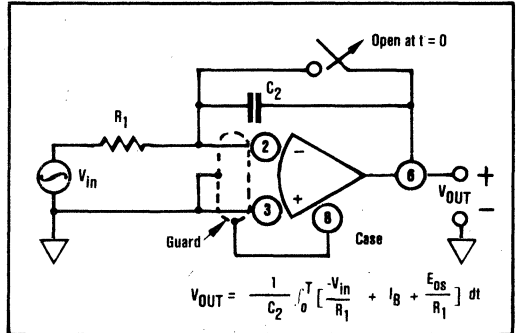 Open at t = 0
C2
R1
2
Vin
6
VOUT
+
−
−
+
3
8
Guard
Case
VOUT = 1/C2 ∫₀ᵀ [-Vin/R1 + IB + Eos/R1] dt